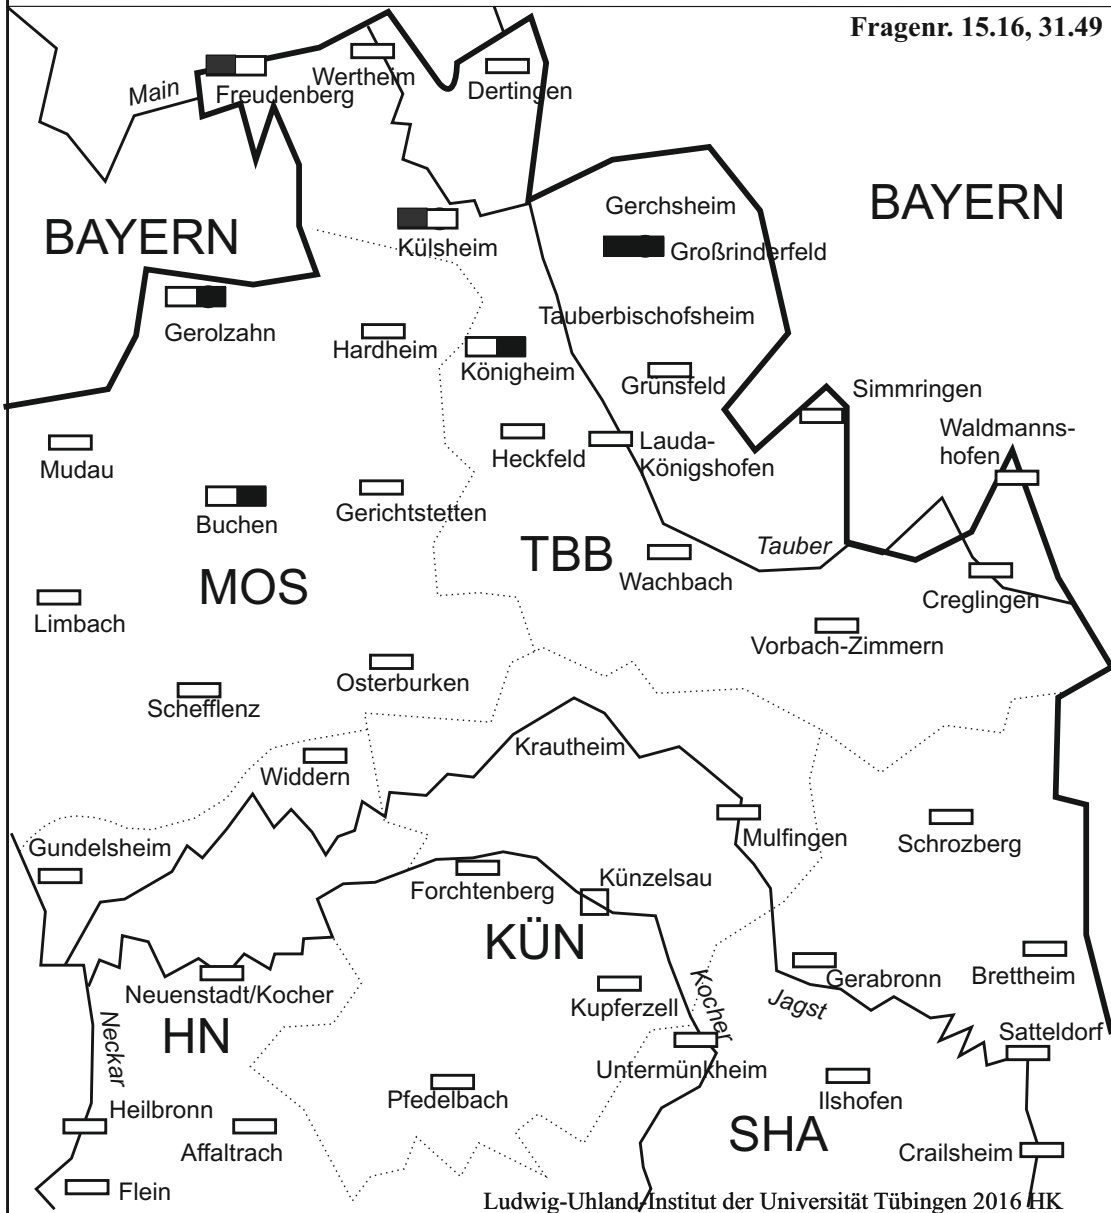 Fragenr. 15.16, 31.49
Main
Freudenberg
Wertheim
Dertingen
BAYERN
Külsheim
Gerchsheim
BAYERN
Großrinderfeld
Gerolzahn
Hardheim
Tauberbischofsheim
Königheim
Grünsfeld
Simmringen
Mudau
Heckfeld
Lauda-
Königshofen
Waldmanns-
hofen
Buchen
Gerichtstetten
TBB
Tauber
MOS
Wachbach
Creglingen
Limbach
Vorbach-Zimmern
Schefflenz
Osterburken
Widdern
Krautheim
Mulfingen
Schrozberg
Gundelsheim
Forchtenberg
Künzelsau
KÜN
Neuenstadt/Kocher
Kupferzell
Kocher
Gerabronn
Jagst
Brettheim
HN
Neckar
Untermünkheim
Satteldorf
Heilbronn
Pfedelbach
Ilshofen
SHA
Affaltrach
Crailsheim
Flein
Ludwig-Uhland-Institut der Universität Tübingen 2016 HK